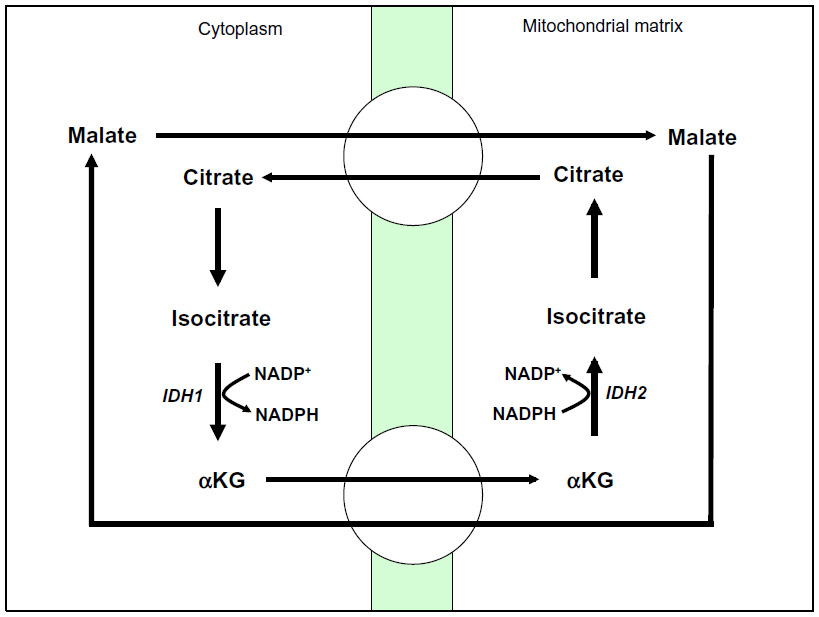 Cytoplasm
Mitochondrial matrix
Malate
Malate
Citrate
Citrate
Isocitrate
Isocitrate
IDH1
NADP⁺
NADPH
NADP⁺
NADPH
IDH2
αKG
αKG